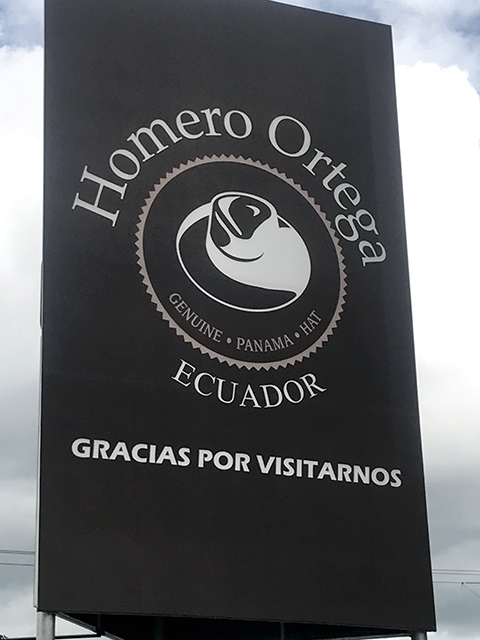 Homero Ortega
GENUINE • PANAMA • HAT
ECUADOR
GRACIAS POR VISITARNOS